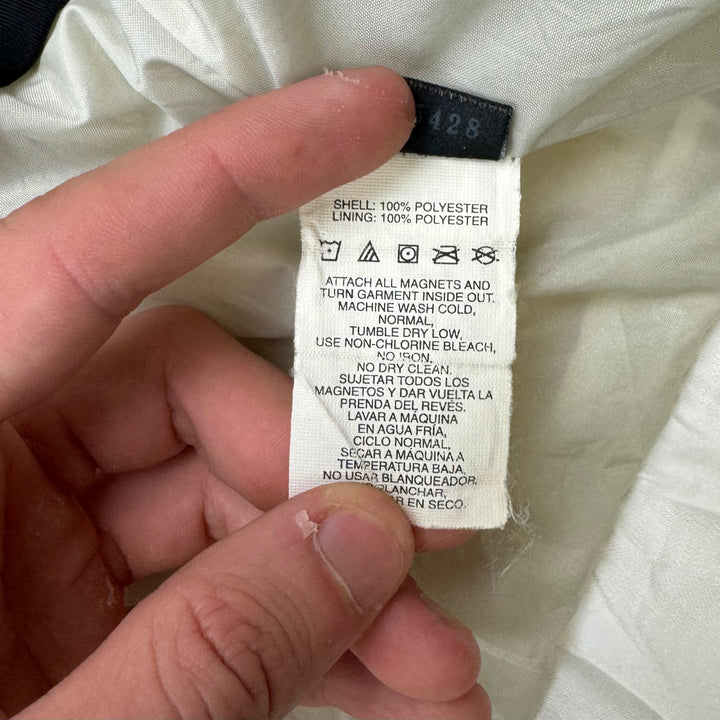 5428
SHELL: 100% POLYESTER
LINING: 100% POLYESTER
ATTACH ALL MAGNETS AND
TURN GARMENT INSIDE OUT.
MACHINE WASH COLD,
NORMAL,
TUMBLE DRY LOW,
USE NON-CHLORINE BLEACH,
NO IRON,
NO DRY CLEAN.
SUJETAR TODOS LOS
MAGNETOS Y DAR VUELTA LA
PRENDA DEL REVÉS.
LAVAR A MÁQUINA
EN AGUA FRÍA,
CICLO NORMAL,
SECAR A MÁQUINA A
TEMPERATURA BAJA,
NO USAR BLANQUEADOR,
PLANCHAR,
EN SECO.